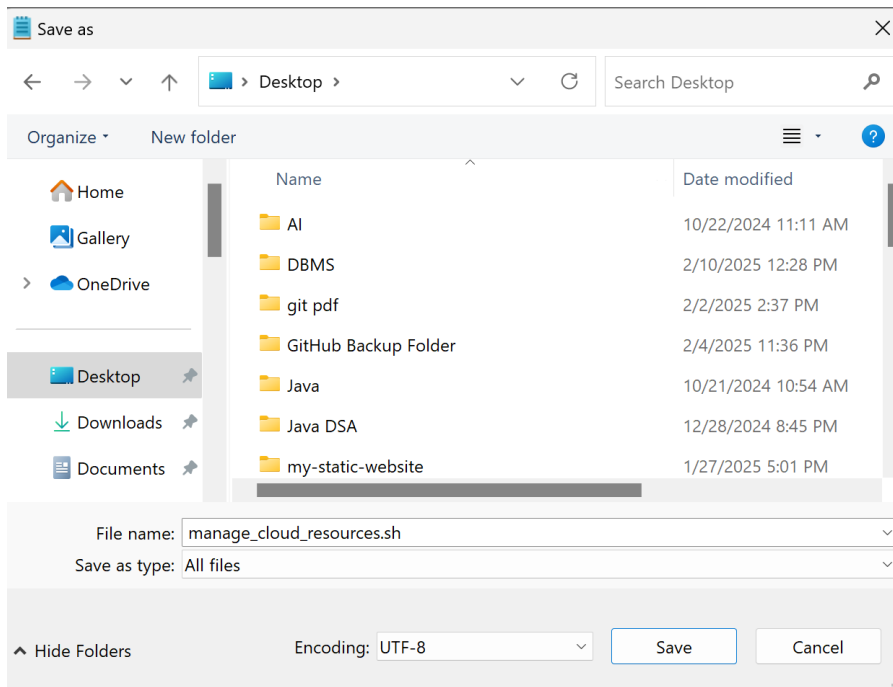 Save as
Desktop
Search Desktop
Organize
New folder
Home
Gallery
OneDrive
Desktop
Downloads
Documents
Name Date modified
AI 10/22/2024 11:11 AM
DBMS 2/10/2025 12:28 PM
git pdf 2/2/2025 2:37 PM
GitHub Backup Folder 2/4/2025 11:36 PM
Java 10/21/2024 10:54 AM
Java DSA 12/28/2024 8:45 PM
my-static-website 1/27/2025 5:01 PM
File name: manage_cloud_resources.sh
Save as type: All files
Hide Folders
Encoding: UTF-8
Save
Cancel